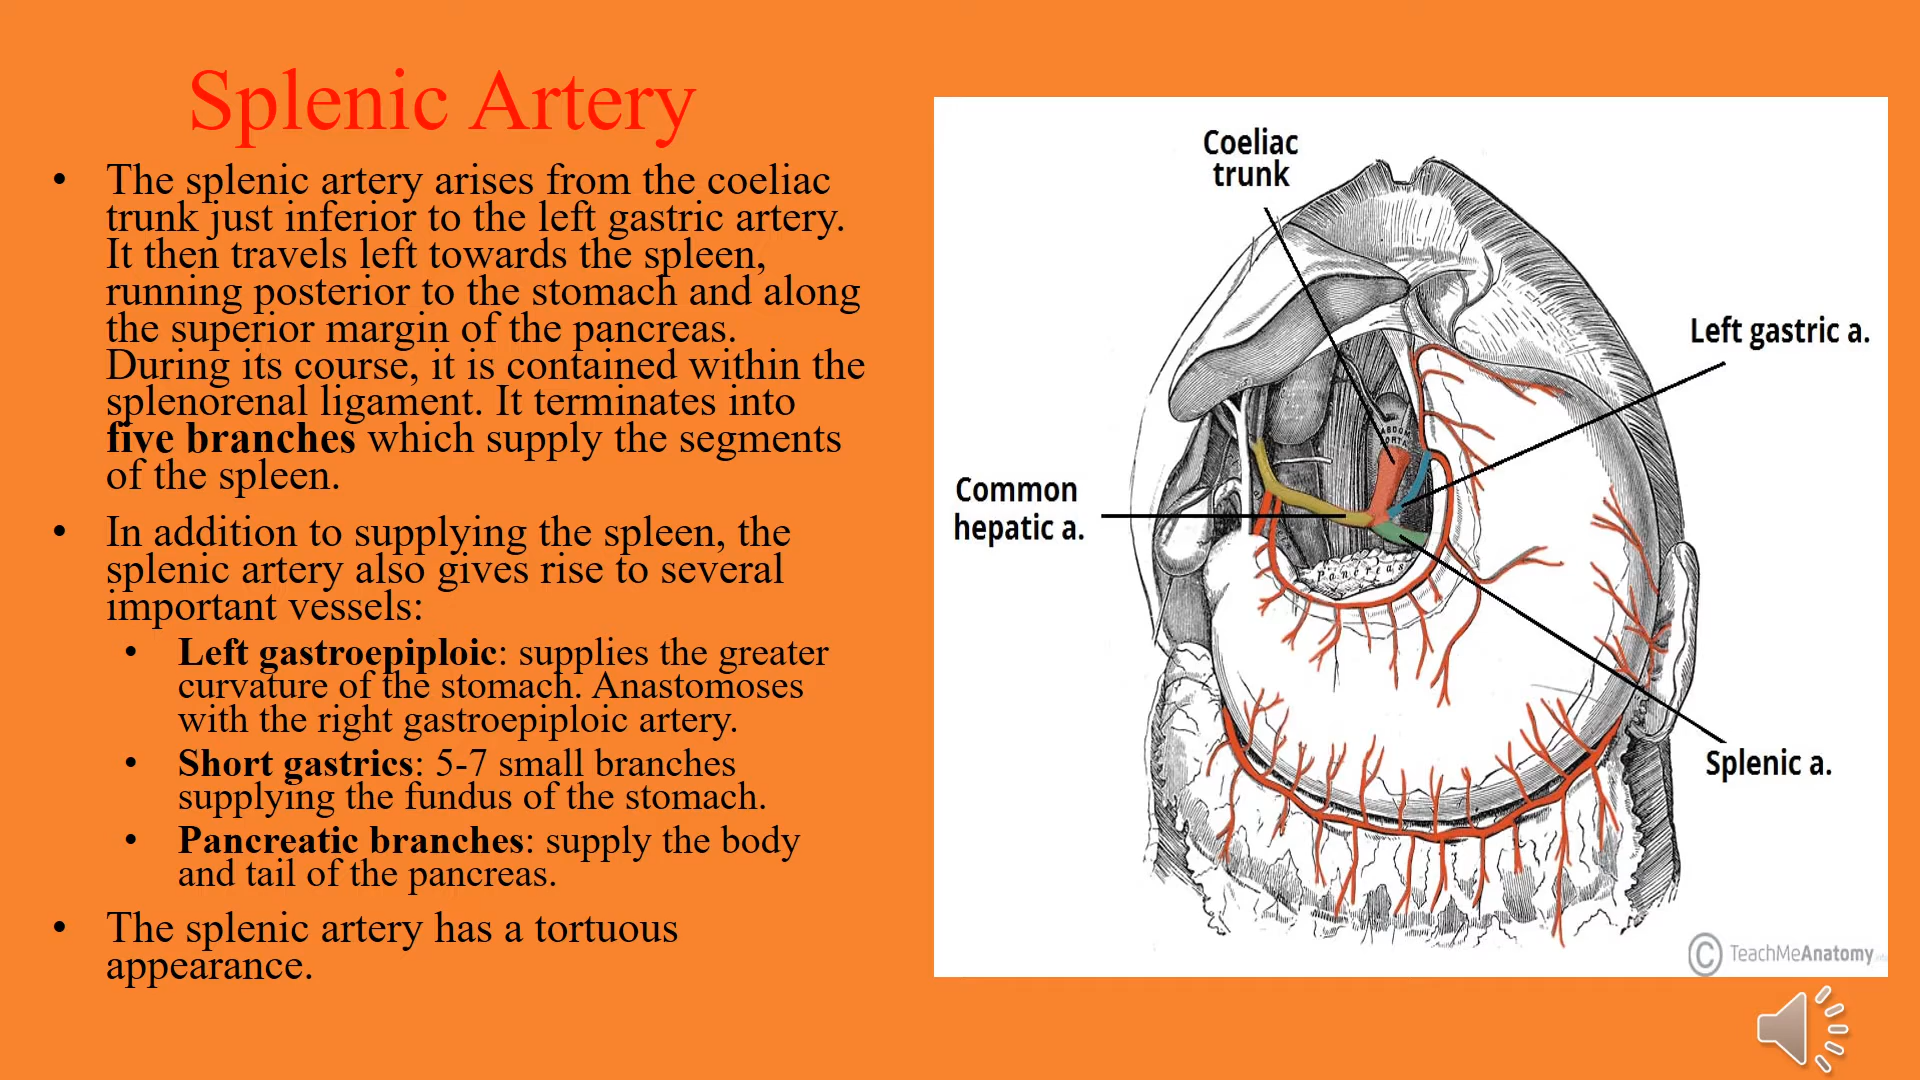 Splenic Artery
• The splenic artery arises from the coeliac
trunk just inferior to the left gastric artery.
It then travels left towards the spleen,
running posterior to the stomach and along
the superior margin of the pancreas.
During its course, it is contained within the
splenorenal ligament. It terminates into
five branches which supply the segments
of the spleen.
• In addition to supplying the spleen, the
splenic artery also gives rise to several
important vessels:
• Left gastroepiploic: supplies the greater
curvature of the stomach. Anastomoses
with the right gastroepiploic artery.
• Short gastrics: 5-7 small branches
supplying the fundus of the stomach.
• Pancreatic branches: supply the body
and tail of the pancreas.
• The splenic artery has a tortuous
appearance.
Coeliac
trunk
Left gastric a.
Common
hepatic a.
Pancreas
Splenic a.
© TeachMeAnatomy